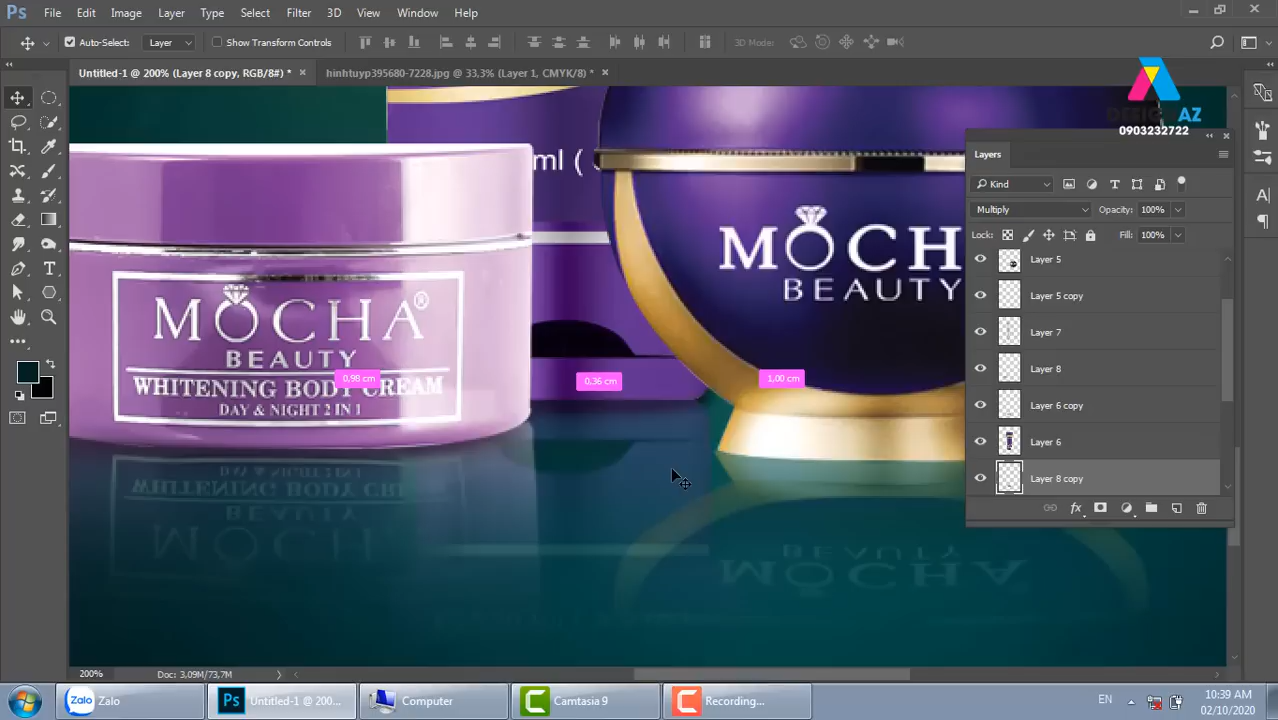 Ps File Edit Image Layer Type Select Filter 3D View Window Help
Auto-Select: Layer Show Transform Controls 3D Mode:
Untitled-1 @ 200% (Layer 8 copy, RGB/8#) * × hinhtuyp395680-7228.jpg @ 33,3% (Layer 1, CMYK/8) * ×
AZ
0903232722
Layers
Kind
Multiply Opacity: 100%
Lock: Fill: 100%
Layer 5
Layer 5 copy
Layer 7
Layer 8
Layer 6 copy
Layer 6
Layer 8 copy
fx
ml (
MOCHA®
BEAUTY
WHITENING BODY CREAM
DAY & NIGHT 2 IN 1
MOCH
BEAUTY
0,98 cm
0,36 cm
1,00 cm
200% Doc: 3,09M/73,7M
Zalo Zalo
Ps Untitled-1 @ 200...
Computer
Camtasia 9
Recording...
EN
10:39 AM
02/10/2020